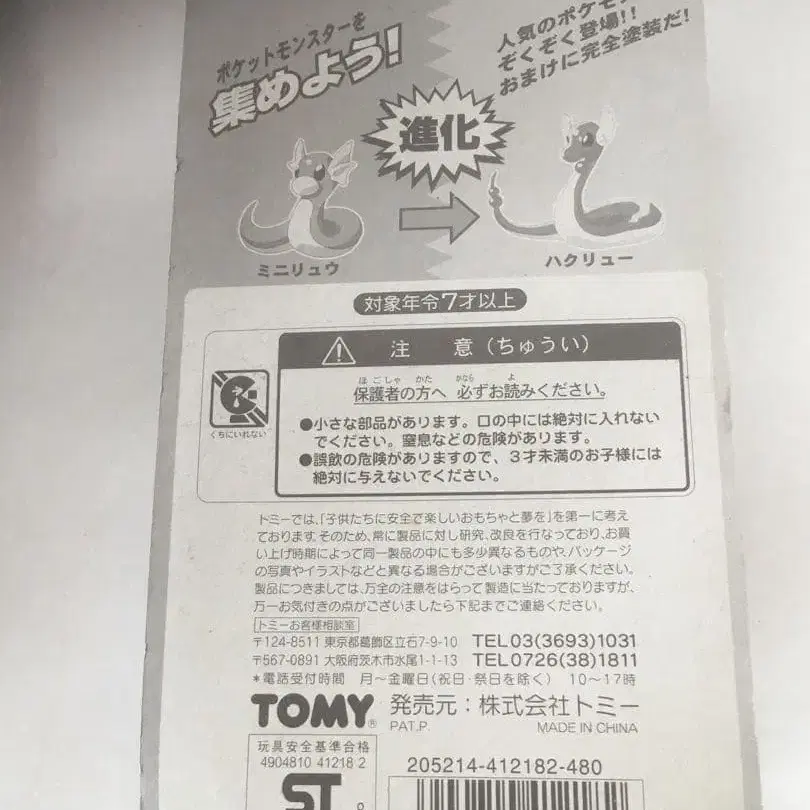 ポケットモンスターを
集めよう!
人気のポケモン
ぞくぞく登場!!
おまけに完全塗装だ!
進化
ミニリュウ
ハクリュー
対象年令7才以上
注 意(ちゅうい)
ほごしゃ かた かなら よ
保護者の方へ 必ずお読みください。
くちにいれない
●小さな部品があります。口の中には絶対に入れない
でください。窒息などの危険があります。
●誤飲の危険がありますので、3才未満のお子様には
絶対に与えないでください。
トミーでは、「子供たちに安全で楽しいおもちゃと夢を」を第一に考え
ております。そのため、常に製品に対し研究、改良を行なっており、お買
い上げ時期によって同一製品の中にも多少異なるものや、パッケージ
の写真やイラストなどと異なる場合がございますがご了承ください。
製品につきましては、万全の注意をはらって製造に当たっておりますが、
万一お気付きの点がございましたら下記までご連絡ください。
トミーお客様相談室
〒124-8511 東京都葛飾区立石7-9-10 TEL03(3693)1031
〒567-0891 大阪府茨木市水尾1-1-13 TEL0726(38)1811
*電話受付時間 月~金曜日(祝日・祭日を除く) 10~17時
TOMY® 発売元:株式会社トミー
PAT.P. MADE IN CHINA
玩具安全基準合格
4904810 41218 2
ST
205214-412182-480